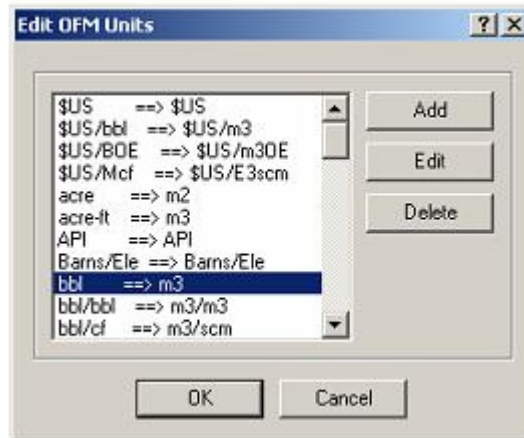 Edit OFM Units
$US ==> $US
$US/bbl ==> $US/m3
$US/BOE ==> $US/m3OE
$US/Mcf ==> $US/E3scm
acre ==> m2
acre-ft ==> m3
API ==> API
Barns/Ele ==> Barns/Ele
bbl ==> m3
bbl/bbl ==> m3/m3
bbl/cf ==> m3/scm
Add
Edit
Delete
OK Cancel